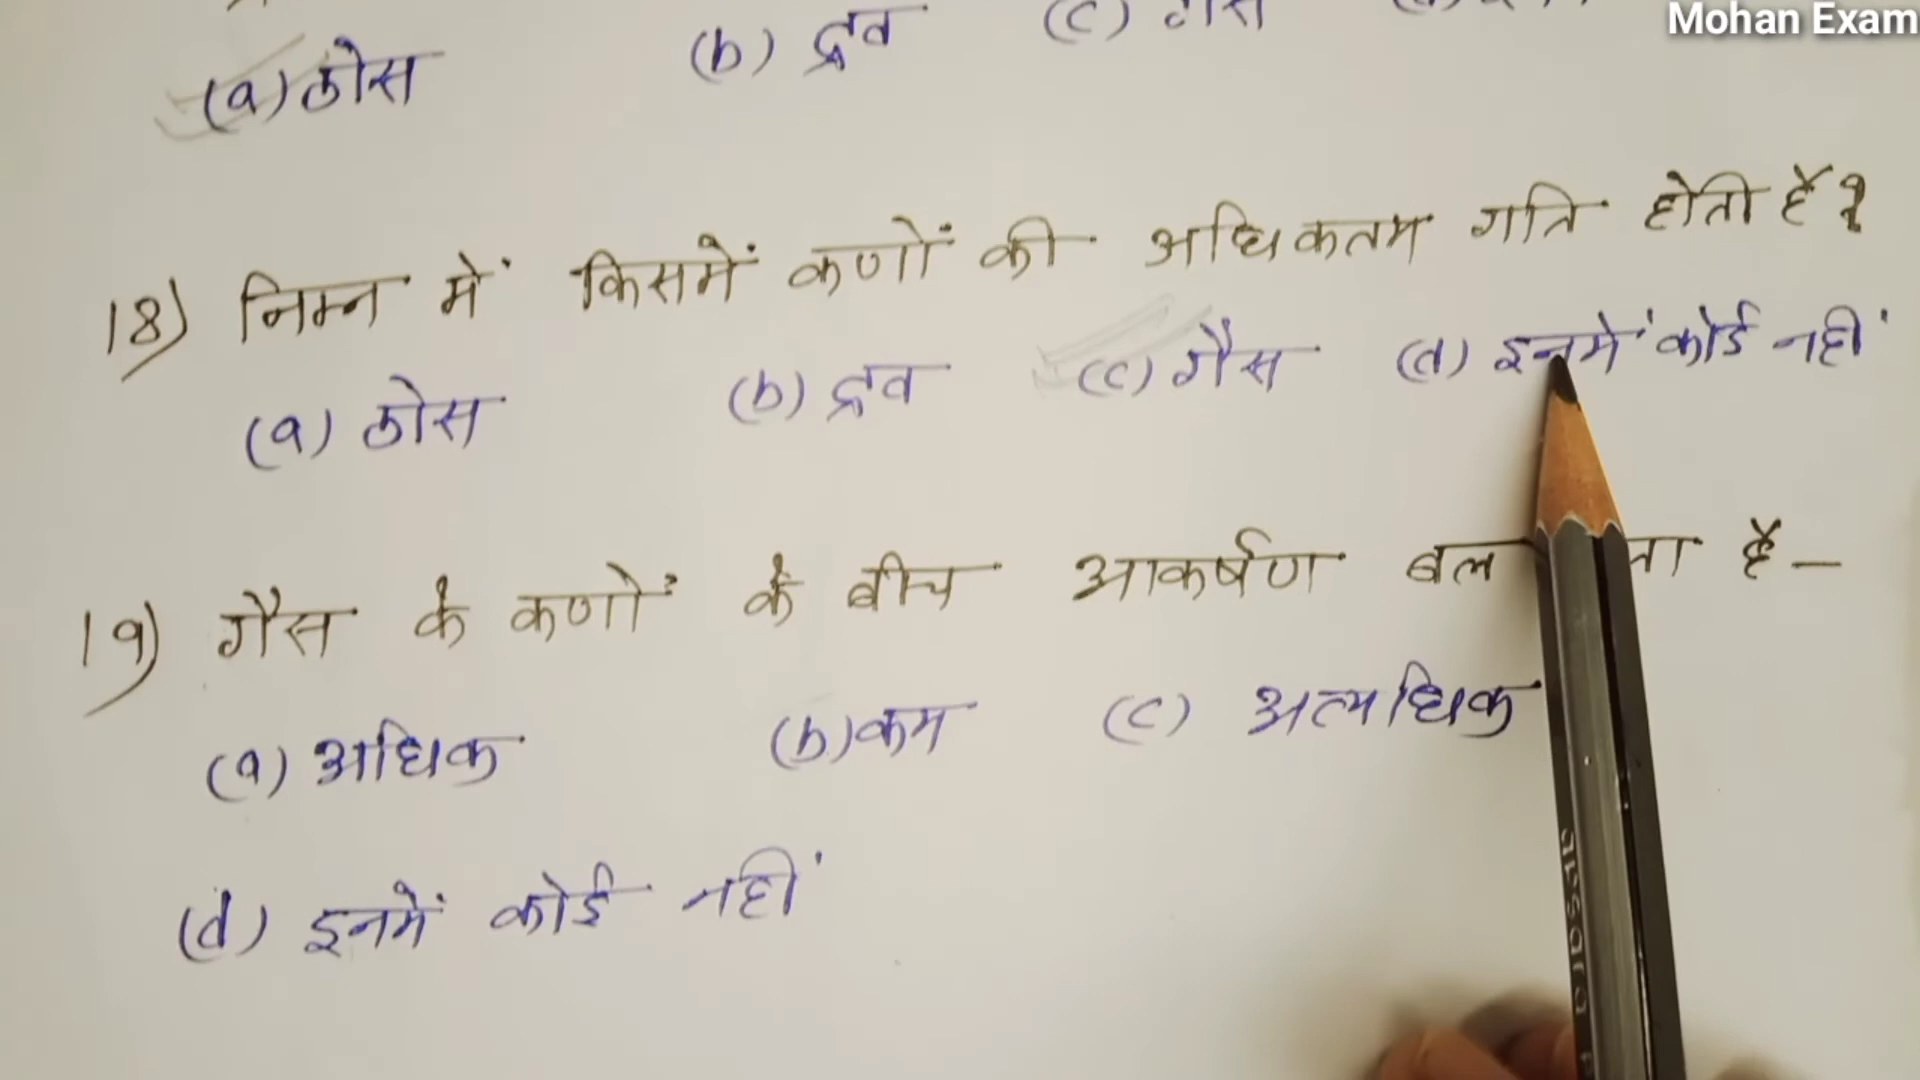 Mohan Exam
(a) ठोस (b) द्रव (c) गैस
18) निम्न में किसमें कणों की अधिकतम गति होती है?
(a) ठोस (b) द्रव (c) गैस (d) इनमें कोई नहीं
19) गैस के कणों के बीच आकर्षण बल है -
(a) अधिक (b) कम (c) अत्यधिक
(d) इनमें कोई नहीं